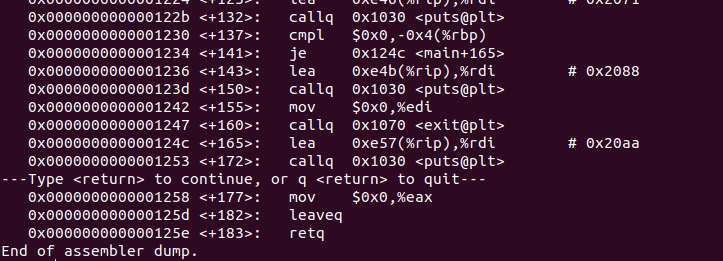 0x0000000000001224 <+125>: lea 0xe46(%rip),%rdi # 0x2071
0x000000000000122b <+132>: callq 0x1030 <puts@plt>
0x0000000000001230 <+137>: cmpl $0x0,-0x4(%rbp)
0x0000000000001234 <+141>: je 0x124c <main+165>
0x0000000000001236 <+143>: lea 0xe4b(%rip),%rdi # 0x2088
0x000000000000123d <+150>: callq 0x1030 <puts@plt>
0x0000000000001242 <+155>: mov $0x0,%edi
0x0000000000001247 <+160>: callq 0x1070 <exit@plt>
0x000000000000124c <+165>: lea 0xe57(%rip),%rdi # 0x20aa
0x0000000000001253 <+172>: callq 0x1030 <puts@plt>
---Type <return> to continue, or q <return> to quit---
0x0000000000001258 <+177>: mov $0x0,%eax
0x000000000000125d <+182>: leaveq
0x000000000000125e <+183>: retq
End of assembler dump.